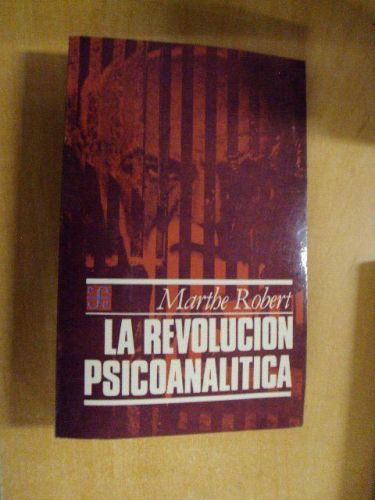 Marthe Robert
LA REVOLUCION
PSICOANALITICA